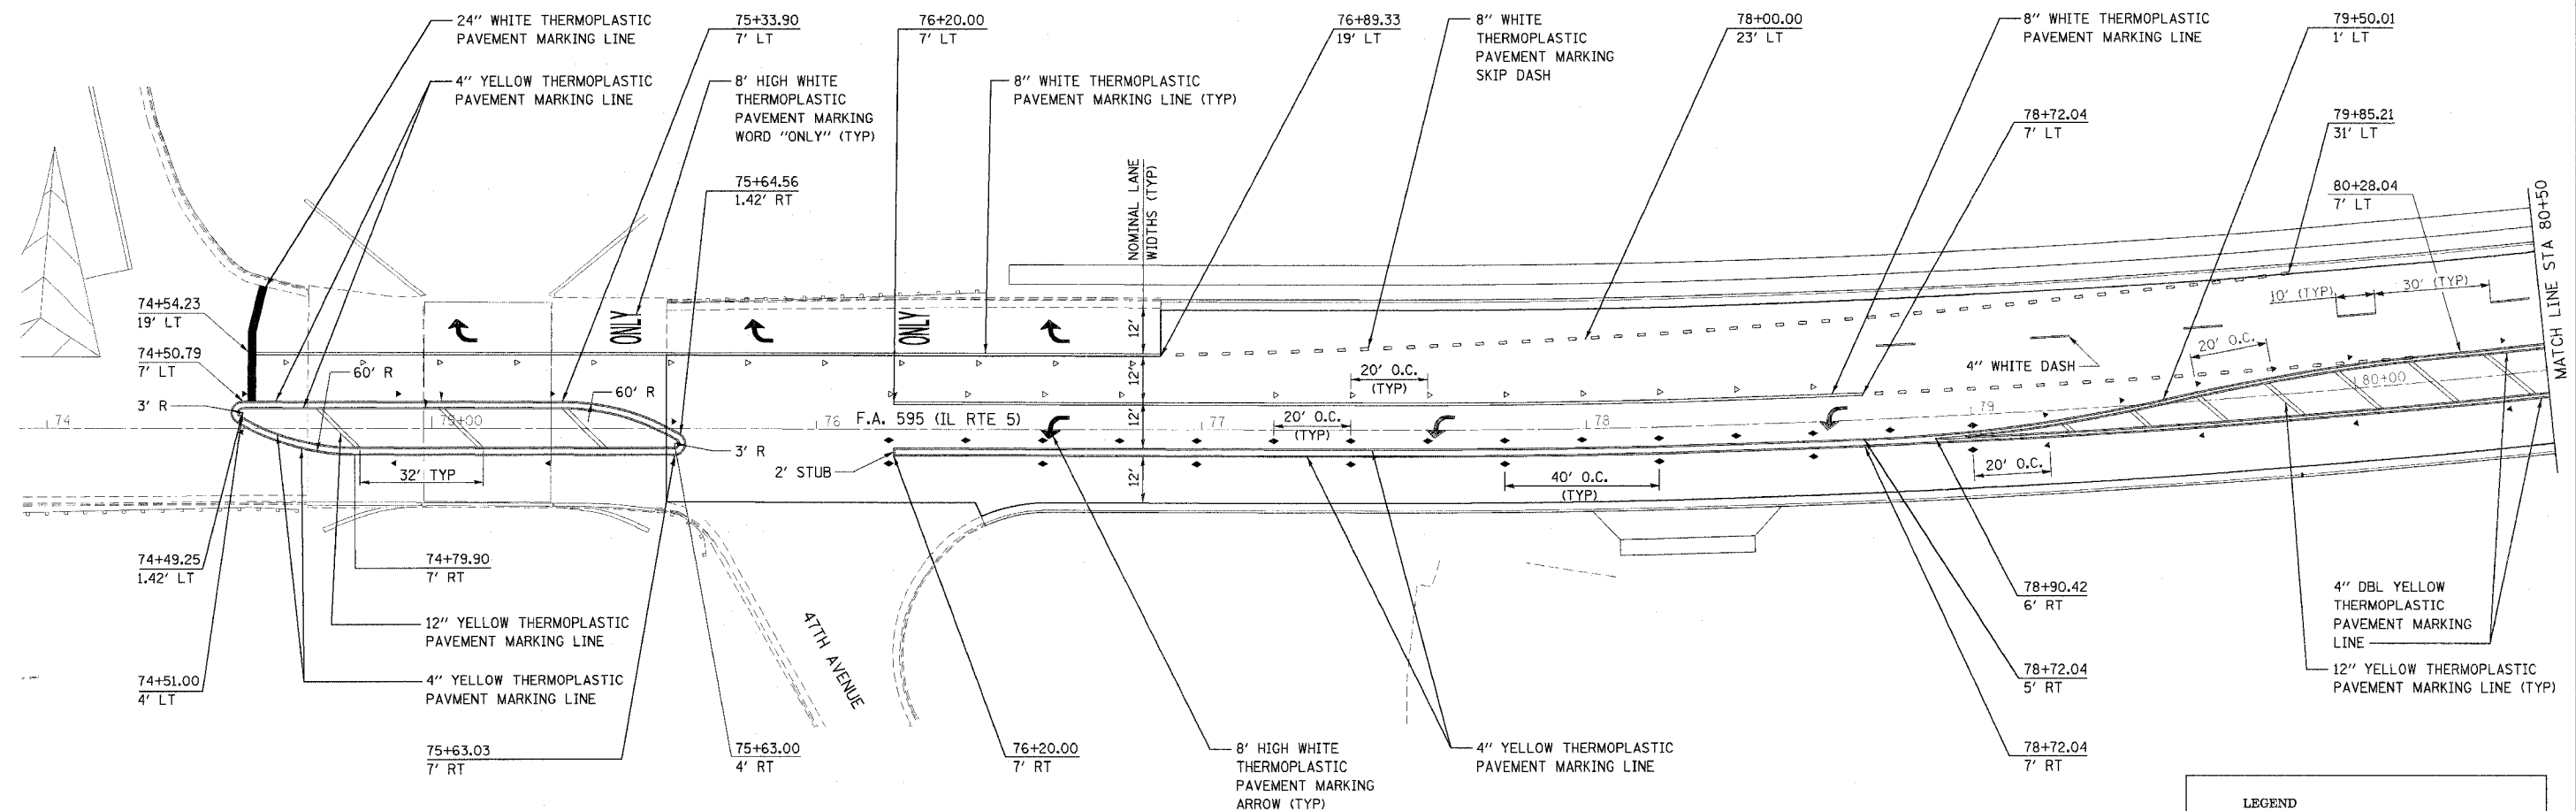 24" WHITE THERMOPLASTIC
PAVEMENT MARKING LINE
4" YELLOW THERMOPLASTIC
PAVEMENT MARKING LINE
75+33.90
7' LT
8' HIGH WHITE
THERMOPLASTIC
PAVEMENT MARKING
WORD "ONLY" (TYP)
75+64.56
1.42' RT
76+20.00
7' LT
8" WHITE THERMOPLASTIC
PAVEMENT MARKING LINE (TYP)
76+89.33
19' LT
8" WHITE
THERMOPLASTIC
PAVEMENT MARKING
SKIP DASH
78+00.00
23' LT
8" WHITE THERMOPLASTIC
PAVEMENT MARKING LINE
78+72.04
7' LT
79+50.01
1' LT
79+85.21
31' LT
80+28.04
7' LT
MATCH LINE STA 80+50
NOMINAL LANE
WIDTHS (TYP)
12'
12'
12'
12'
ONLY
ONLY
10' (TYP)
30' (TYP)
20' O.C.
4" WHITE DASH
20' O.C.
(TYP)
20' O.C.
(TYP)
40' O.C.
(TYP)
20' O.C.
74+54.23
19' LT
74+50.79
7' LT
3' R
60' R
60' R
3' R
32' TYP
74
75+00
76
F.A. 595 (IL RTE 5)
77
78
79
80+00
2' STUB
74+49.25
1.42' LT
74+51.00
4' LT
74+79.90
7' RT
12" YELLOW THERMOPLASTIC
PAVEMENT MARKING LINE
4" YELLOW THERMOPLASTIC
PAVMENT MARKING LINE
75+63.03
7' RT
75+63.00
4' RT
47TH AVENUE
76+20.00
7' RT
8' HIGH WHITE
THERMOPLASTIC
PAVEMENT MARKING
ARROW (TYP)
4" YELLOW THERMOPLASTIC
PAVEMENT MARKING LINE
78+90.42
6' RT
78+72.04
5' RT
78+72.04
7' RT
4" DBL YELLOW
THERMOPLASTIC
PAVEMENT MARKING
LINE
12" YELLOW THERMOPLASTIC
PAVEMENT MARKING LINE (TYP)
LEGEND